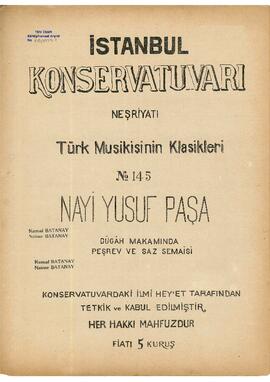 İSTANBUL
KONSERVATUVARI
NEŞRİYATI
Türk Musikisinin Klasikleri
№ 145
NAYİ YUSUF PAŞA
Kemal BATANAY
Naime BATANAY
DÜGÂH MAKAMINDA
PEŞREV VE SAZ SEMAİSİ
Kemal BATANAY
Naime BATANAY
KONSERVATUVARDAKİ İLMİ HEY'ET TARAFINDAN
TETKİK ve KABUL EDİLMİŞTİR
HER HAKKI MAHFUZDUR
FİATI 5 KURUŞ